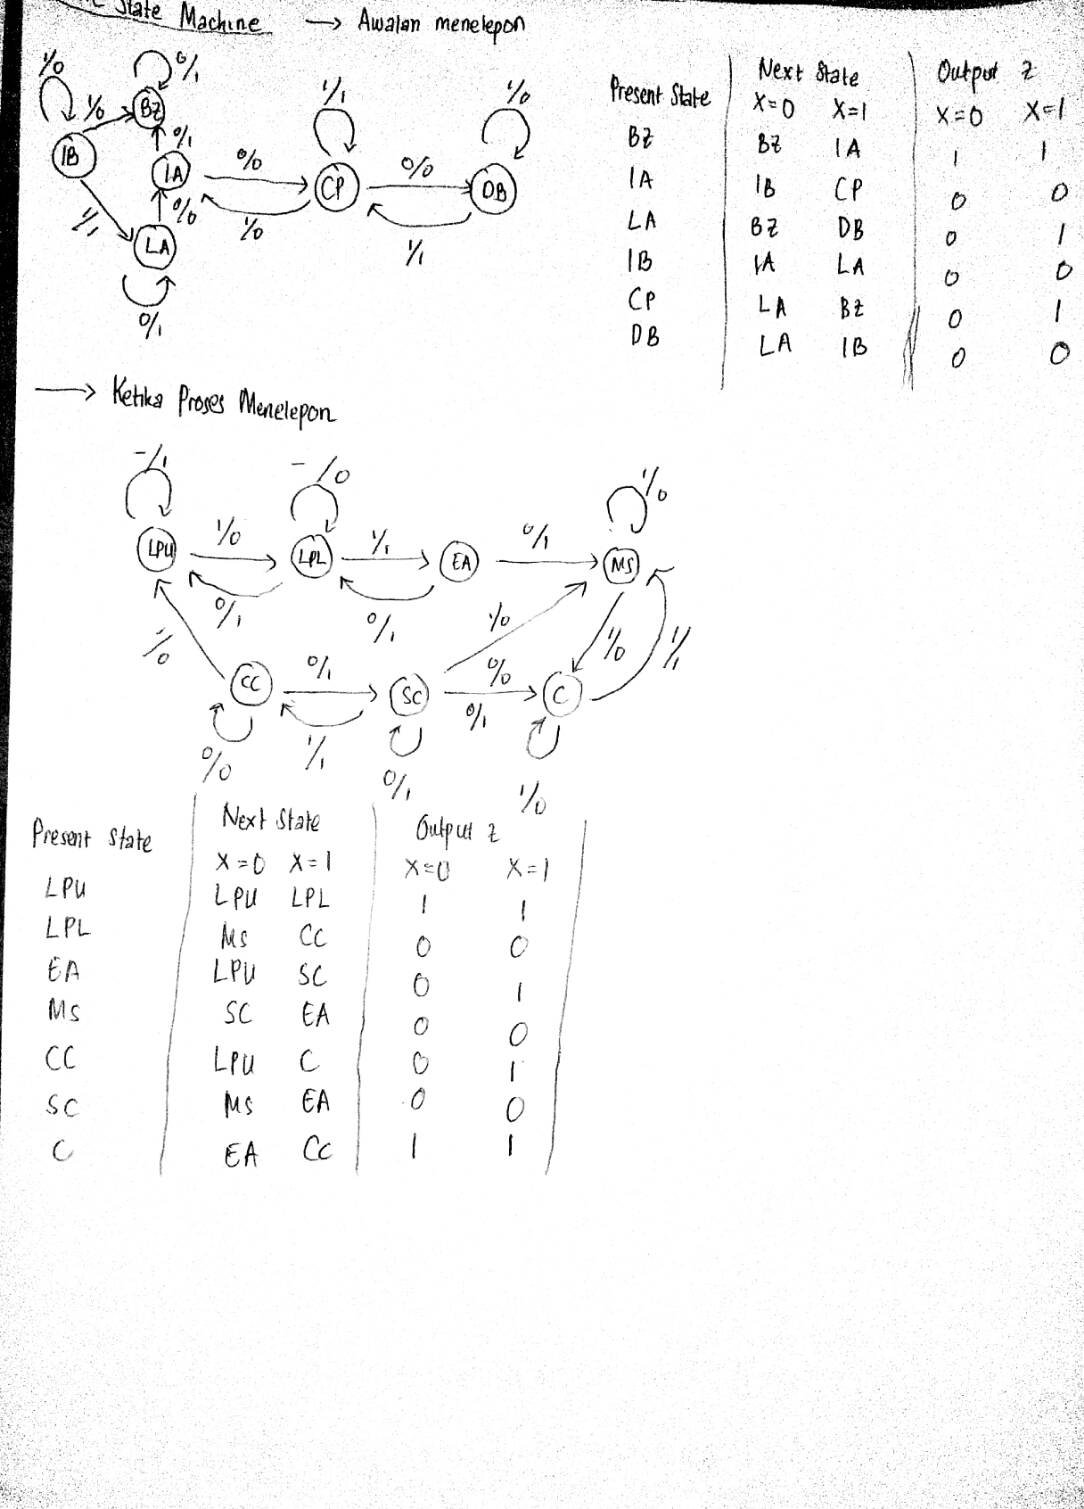 State Machine → Awalan menelepon
1/0 0/1
1/0 BZ 1/1 1/0
IB 0/1
IA 0/0 CP 0/0 DB
1/1 0/0 1/0 1/1
LA
0/1
Present State Next State Output z
X=0 X=1 X=0 X=1
BZ BZ IA 1 1
IA IB CP 0 0
LA BZ DB 0 1
IB IA LA 0 0
CP LA BZ 0 1
DB LA IB 0 0
→ Ketika Proses Menelepon
-/1 -/0 1/0
LPU 1/0 LPL 1/1 EA 0/1 MS
0/1 0/1 1/0 1/0 1/1
1/0 CC 0/1 SC 0/0 C
0/1
0/0 1/1 0/1 1/0
Present State Next State Output z
X=0 X=1 X=0 X=1
LPU LPU LPL 1 1
LPL MS CC 0 0
EA LPU SC 0 1
MS SC EA 0 0
CC LPU C 0 1
SC MS EA 0 0
C EA CC 1 1